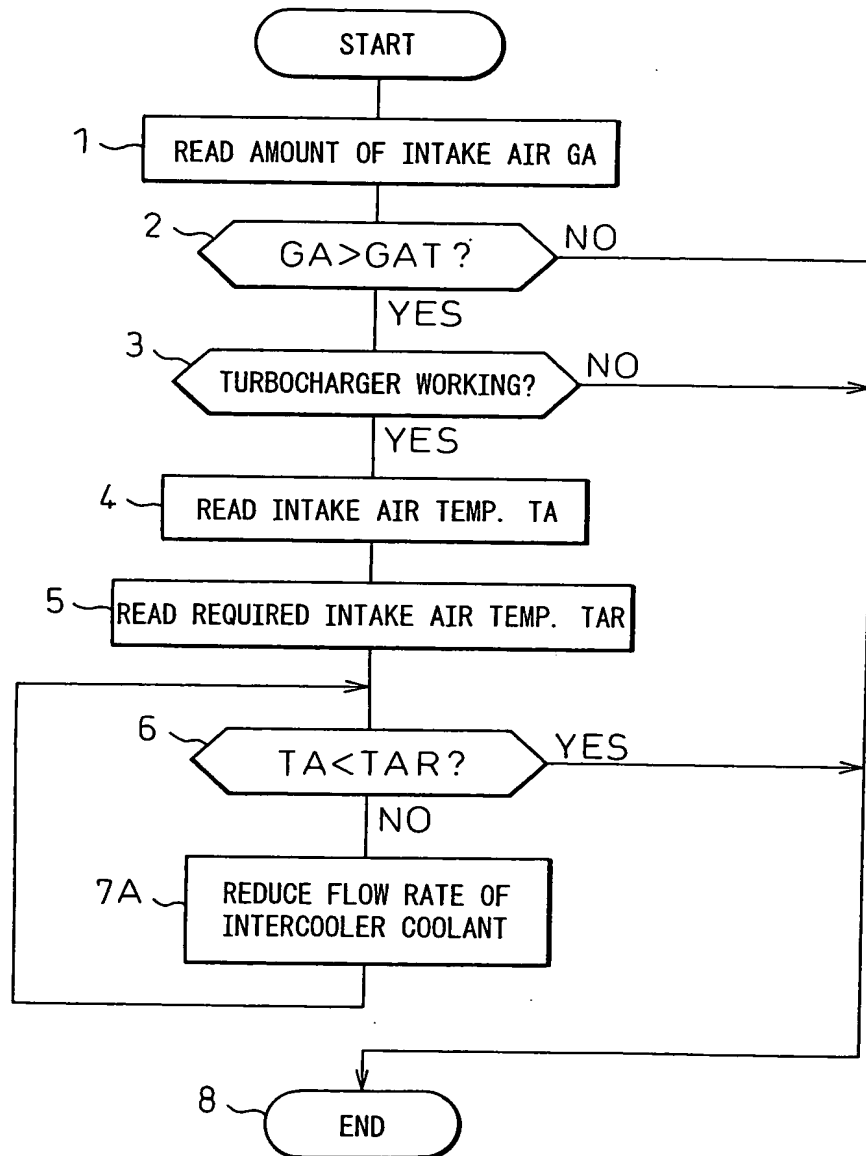 START
1
READ AMOUNT OF INTAKE AIR GA
2
GA>GAT?
NO
YES
3
TURBOCHARGER WORKING?
NO
YES
4
READ INTAKE AIR TEMP. TA
5
READ REQUIRED INTAKE AIR TEMP. TAR
6
TA<TAR?
YES
NO
7A
REDUCE FLOW RATE OF
INTERCOOLER COOLANT
8
END